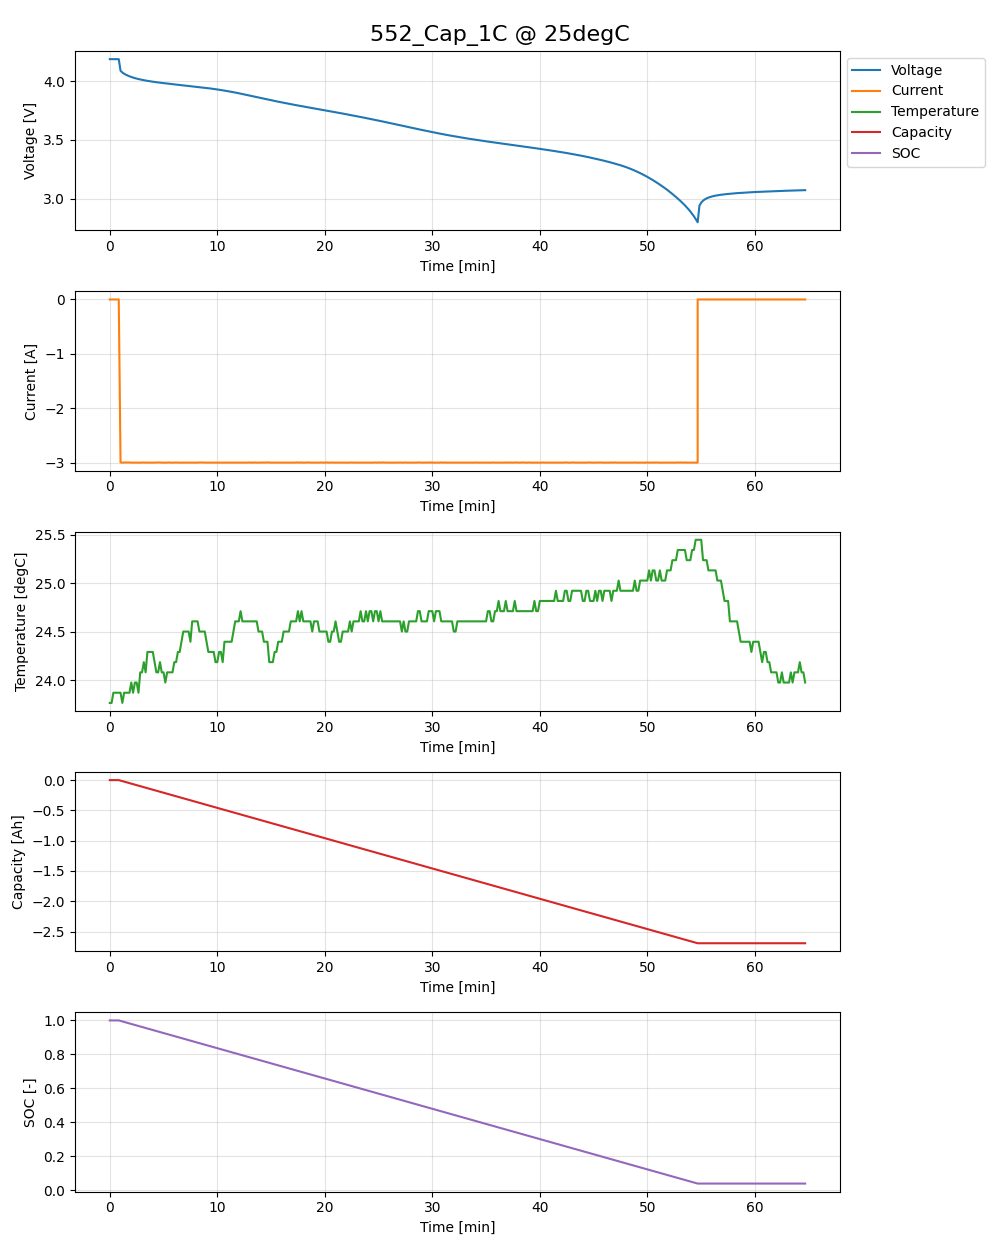 552_Cap_1C @ 25degC
Voltage
Current
Temperature
Capacity
SOC
Voltage [V]
4.0
3.5
3.0
0 10 20 30 40 50 60
Time [min]
Current [A]
0
−1
−2
−3
0 10 20 30 40 50 60
Time [min]
Temperature [degC]
25.5
25.0
24.5
24.0
0 10 20 30 40 50 60
Time [min]
Capacity [Ah]
0.0
−0.5
−1.0
−1.5
−2.0
−2.5
0 10 20 30 40 50 60
Time [min]
SOC [-]
1.0
0.8
0.6
0.4
0.2
0.0
0 10 20 30 40 50 60
Time [min]